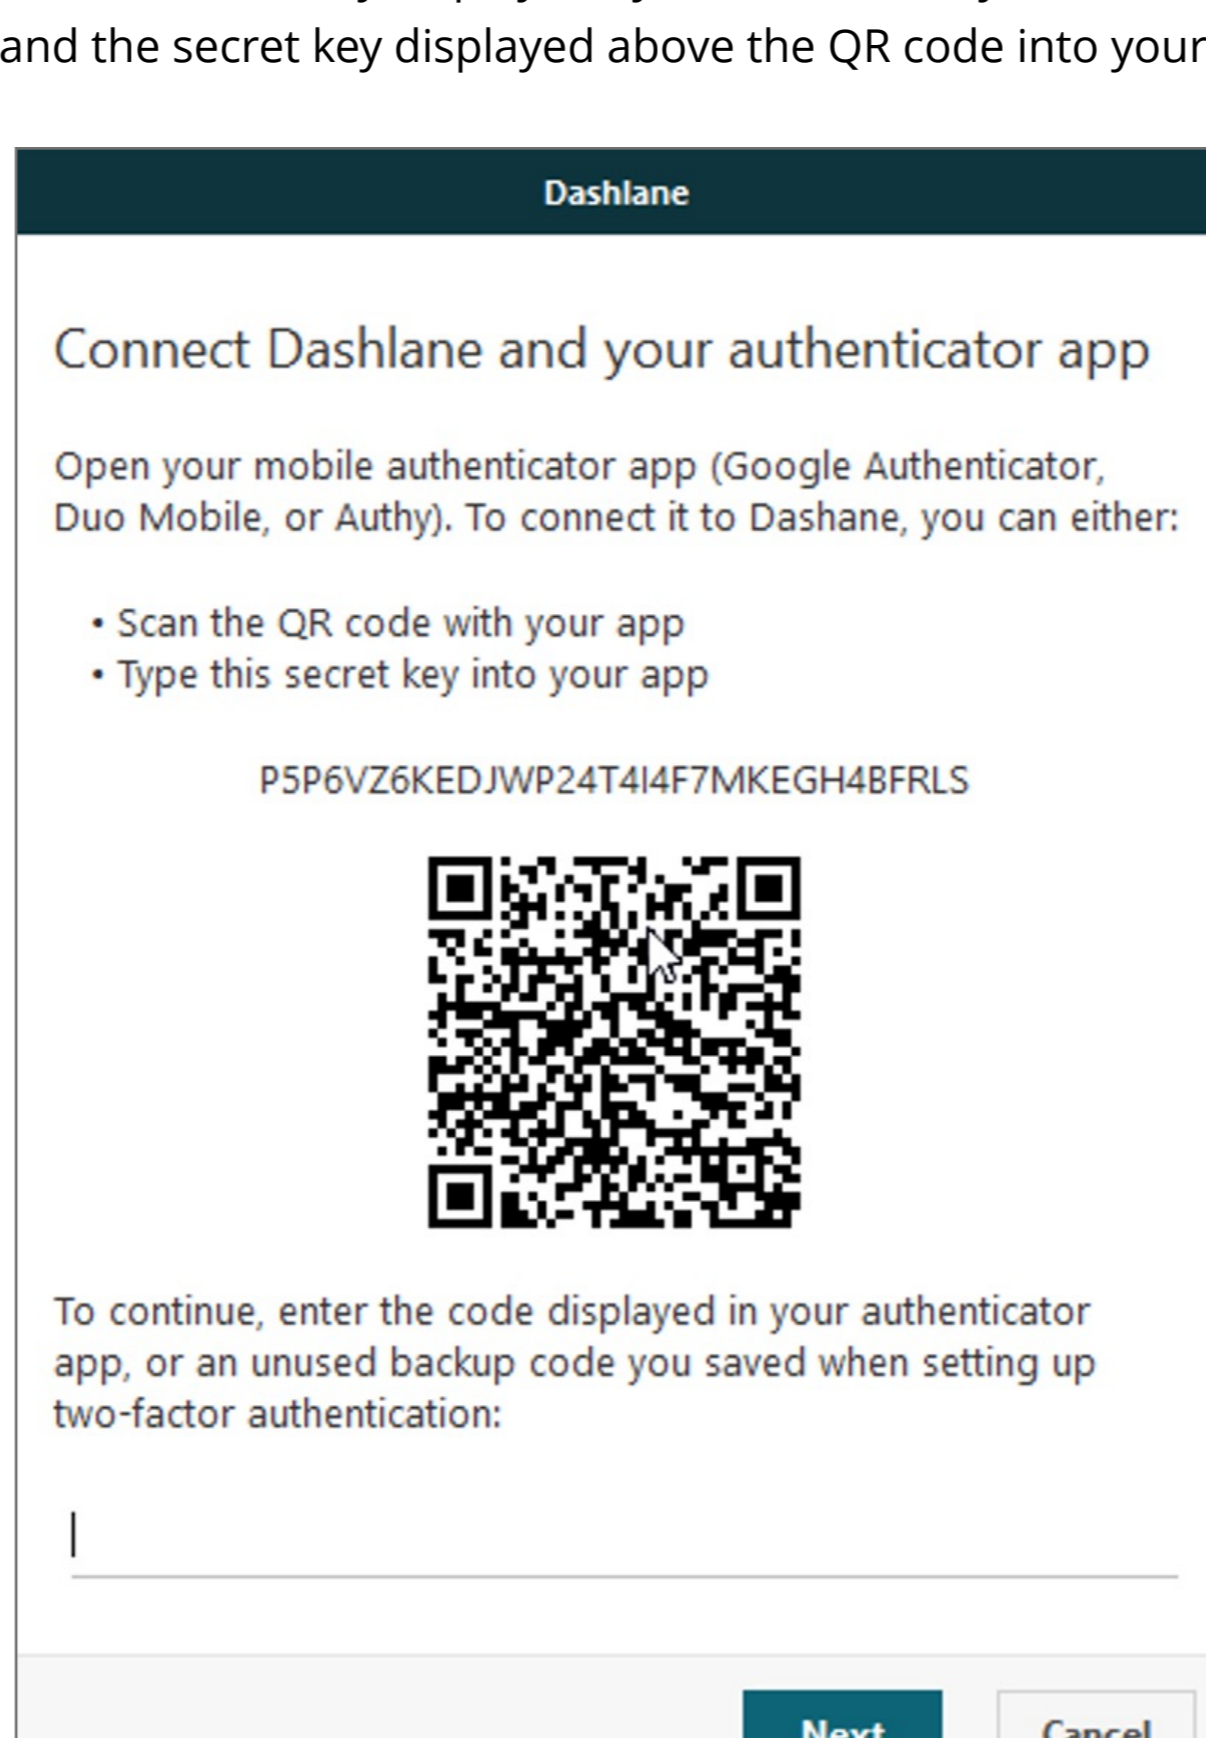 and the secret key displayed above the QR code into your
Dashlane
Connect Dashlane and your authenticator app
Open your mobile authenticator app (Google Authenticator,
Duo Mobile, or Authy). To connect it to Dashane, you can either:
• Scan the QR code with your app
• Type this secret key into your app
P5P6VZ6KEDJWP24T4I4F7MKEGH4BFRLS
To continue, enter the code displayed in your authenticator
app, or an unused backup code you saved when setting up
two-factor authentication:
Next
Cancel